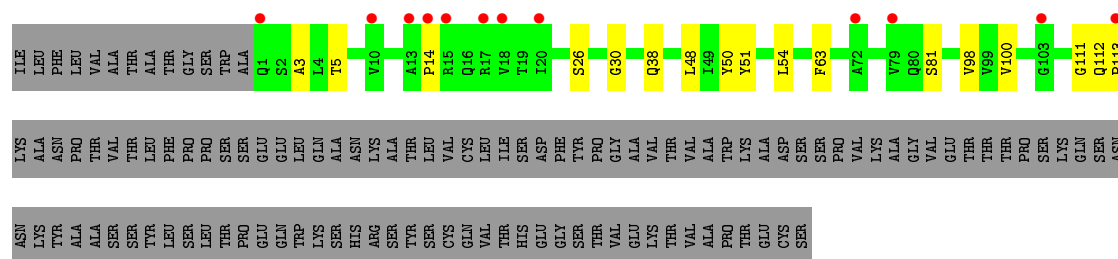 ILE LEU PHE LEU VAL ALA THR ALA THR GLY SER TRP ALA Q1 S2 A3 L4 T5 V10 A13 P14 R15 Q16 R17 V18 T19 I20 S26 G30 Q38 L48 I49 Y50 Y51 L54 F63 A72 V79 Q80 S81 V98 V99 V100 G103 G111 Q112 P113
LYS ALA ASN PRO THR VAL THR LEU PHE PRO PRO SER SER GLU GLU LEU GLN ALA ASN LYS ALA THR LEU VAL CYS LEU ILE SER ASP PHE TYR PRO GLY ALA VAL THR VAL ALA TRP LYS ALA ASP SER SER PRO VAL LYS ALA GLY VAL GLU THR THR THR PRO SER LYS GLN SER ASN
ASN LYS TYR ALA ALA SER SER TYR LEU SER LEU THR PRO GLU GLN TRP LYS SER HIS ARG SER TYR SER CYS GLN VAL THR HIS GLU GLY SER THR VAL GLU LYS THR VAL ALA PRO THR GLU CYS SER